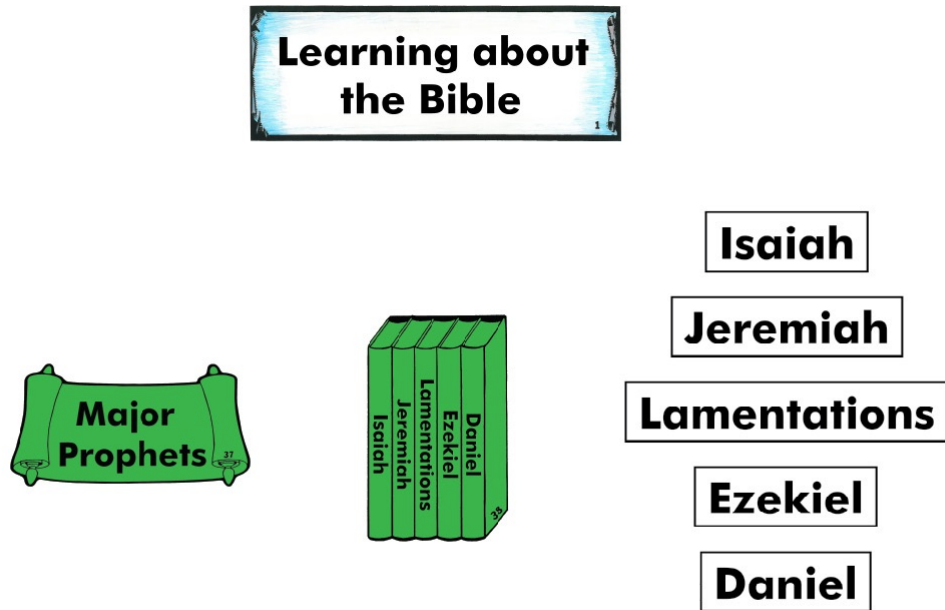 Learning about
the Bible
1
Major
Prophets
37
Isaiah
Jeremiah
Lamentations
Ezekiel
Daniel
38
Isaiah
Jeremiah
Lamentations
Ezekiel
Daniel